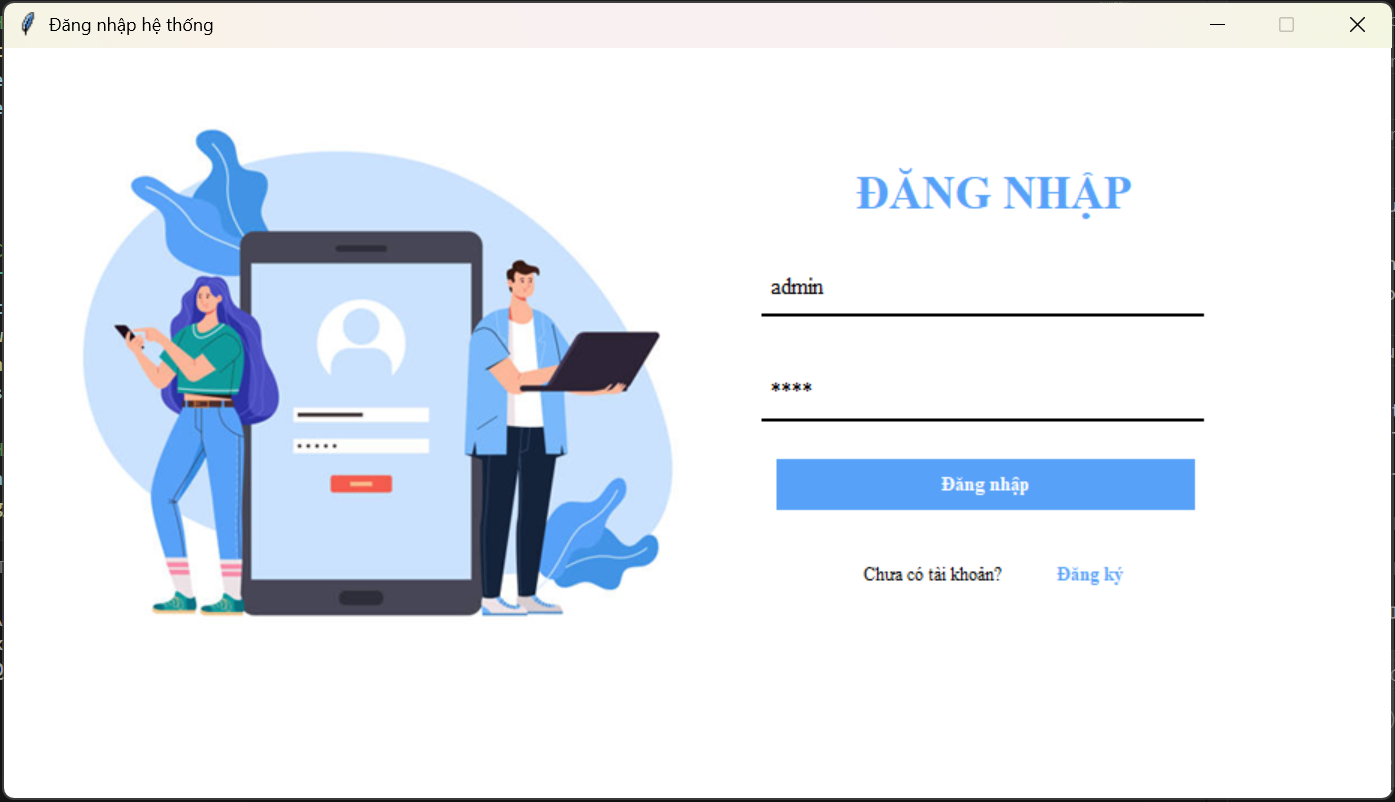 Đăng nhập hệ thống
ĐĂNG NHẬP
admin
****
Đăng nhập
Chưa có tài khoản? Đăng ký